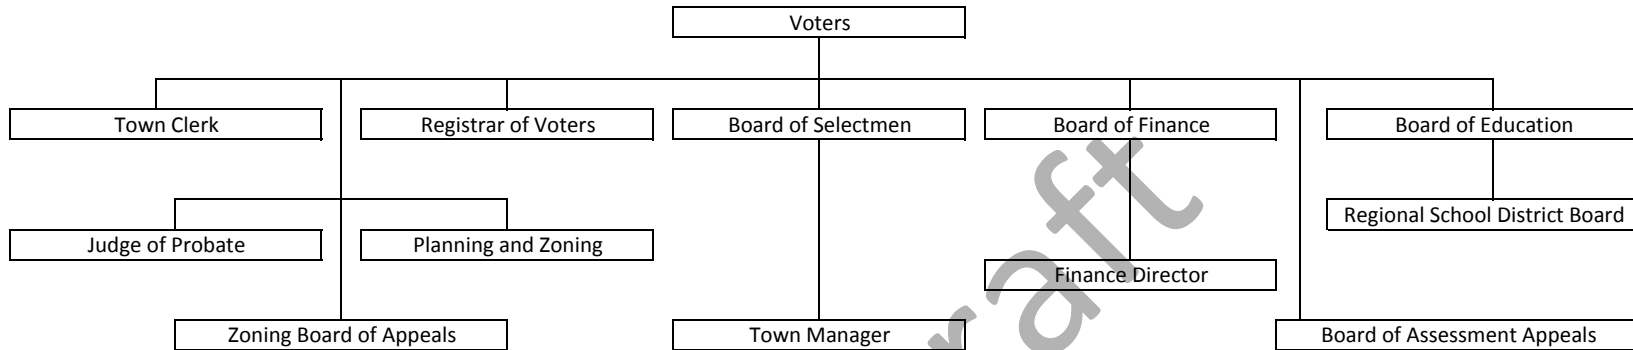 Voters
Town Clerk
Registrar of Voters
Board of Selectmen
Board of Finance
Board of Education
Regional School District Board
Judge of Probate
Planning and Zoning
Finance Director
Zoning Board of Appeals
Town Manager
Board of Assessment Appeals
raft